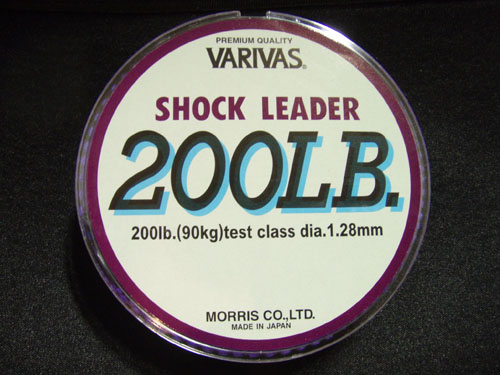 PREMIUM QUALITY
VARIVAS®
SHOCK LEADER
200LB.
200lb.(90kg)test class dia.1.28mm
MORRIS CO.,LTD.
MADE IN JAPAN